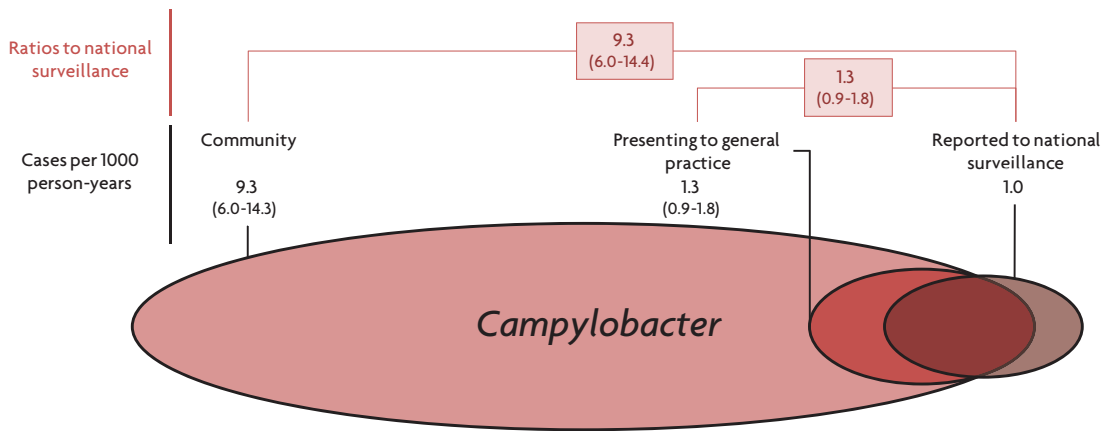 Ratios to national
surveillance
9.3
(6.0-14.4)
1.3
(0.9-1.8)
Cases per 1000
person-years
Community
9.3
(6.0-14.3)
Presenting to general
practice
1.3
(0.9-1.8)
Reported to national
surveillance
1.0
Campylobacter